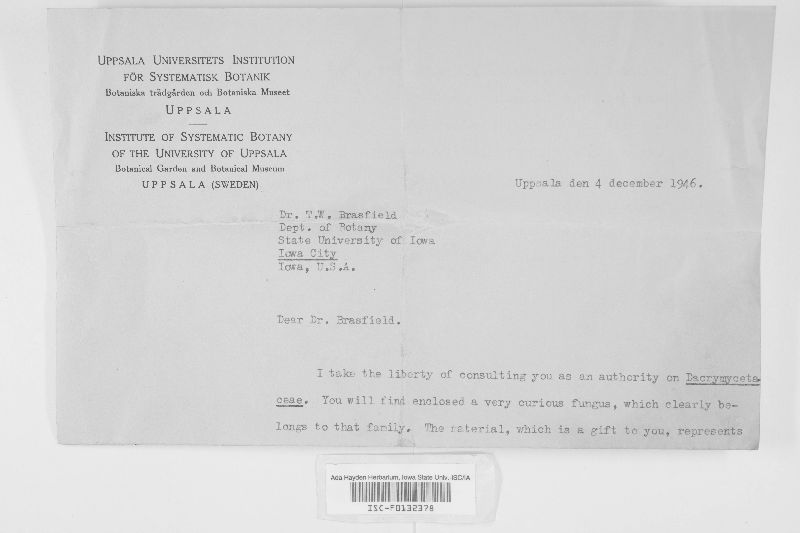 UPPSALA UNIVERSITETS INSTITUTION
FÖR SYSTEMATISK BOTANIK
Botaniska trädgården och Botaniska Museet
UPPSALA
INSTITUTE OF SYSTEMATIC BOTANY
OF THE UNIVERSITY OF UPPSALA
Botanical Garden and Botanical Museum
UPPSALA (SWEDEN)
Uppsala den 4 december 1946.
Dr. T.W. Brasfield
Dept. of Botany
State University of Iowa
Iowa City
Iowa, U.S.A.
Dear Dr. Brasfield.
I take the liberty of consulting you as an authority on Dacrymyceta-
ceae. You will find enclosed a very curious fungus, which clearly be-
longs to that family. The material, which is a gift to you, represents
Ada Hayden Herbarium, Iowa State Univ. ISC/IA
ISC-F0132378